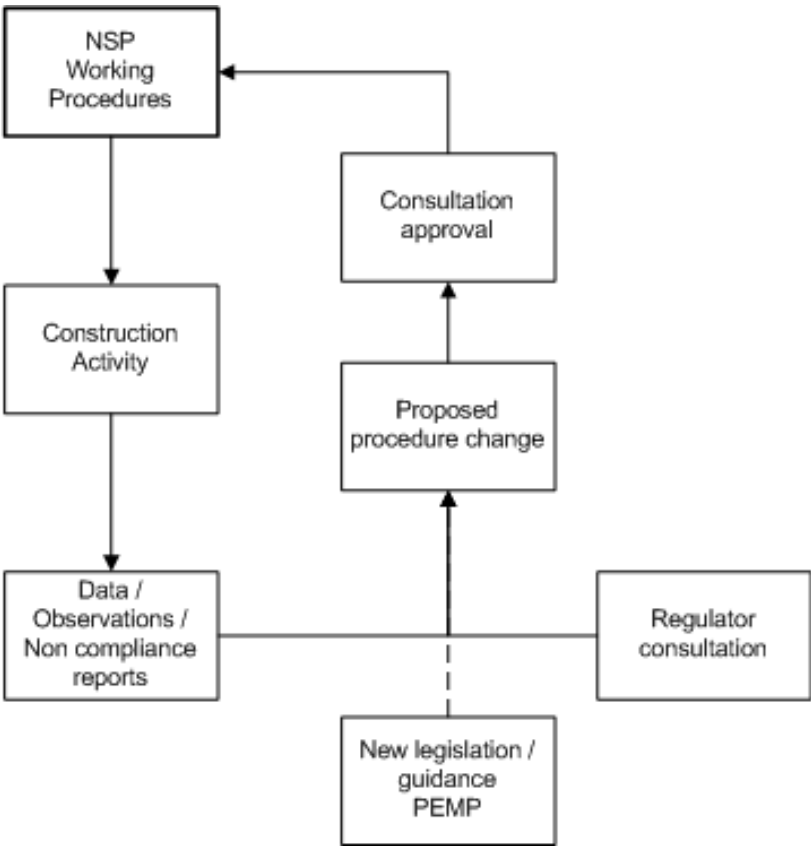 NSP
Working
Procedures
Consultation
approval
Construction
Activity
Proposed
procedure change
Data /
Observations /
Non compliance
reports
Regulator
consultation
New legislation /
guidance
PEMP